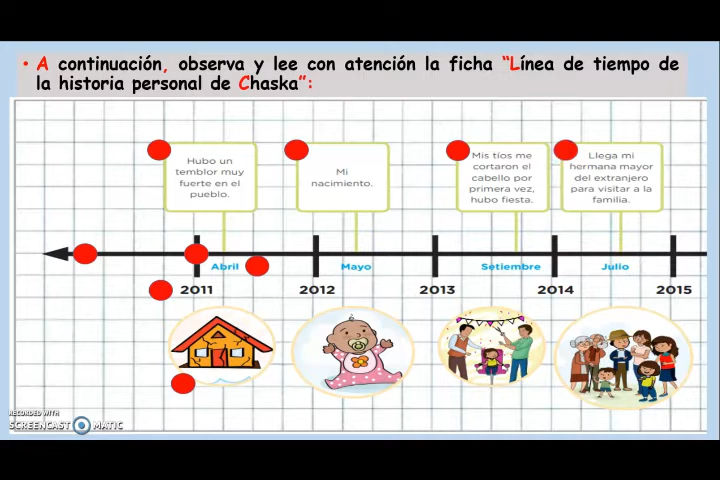 • A continuación, observa y lee con atención la ficha “Línea de tiempo de
la historia personal de Chaska”:
Hubo un
temblor muy
fuerte en el
pueblo.
Mi
nacimiento.
Mis tíos me
cortaron el
cabello por
primera vez,
hubo fiesta.
Llega mi
hermana mayor
del extranjero
para visitar a la
familia.
Abril
Mayo
Setiembre
Julio
2011
2012
2013
2014
2015
RECORDED WITH
SCREENCAST MATIC